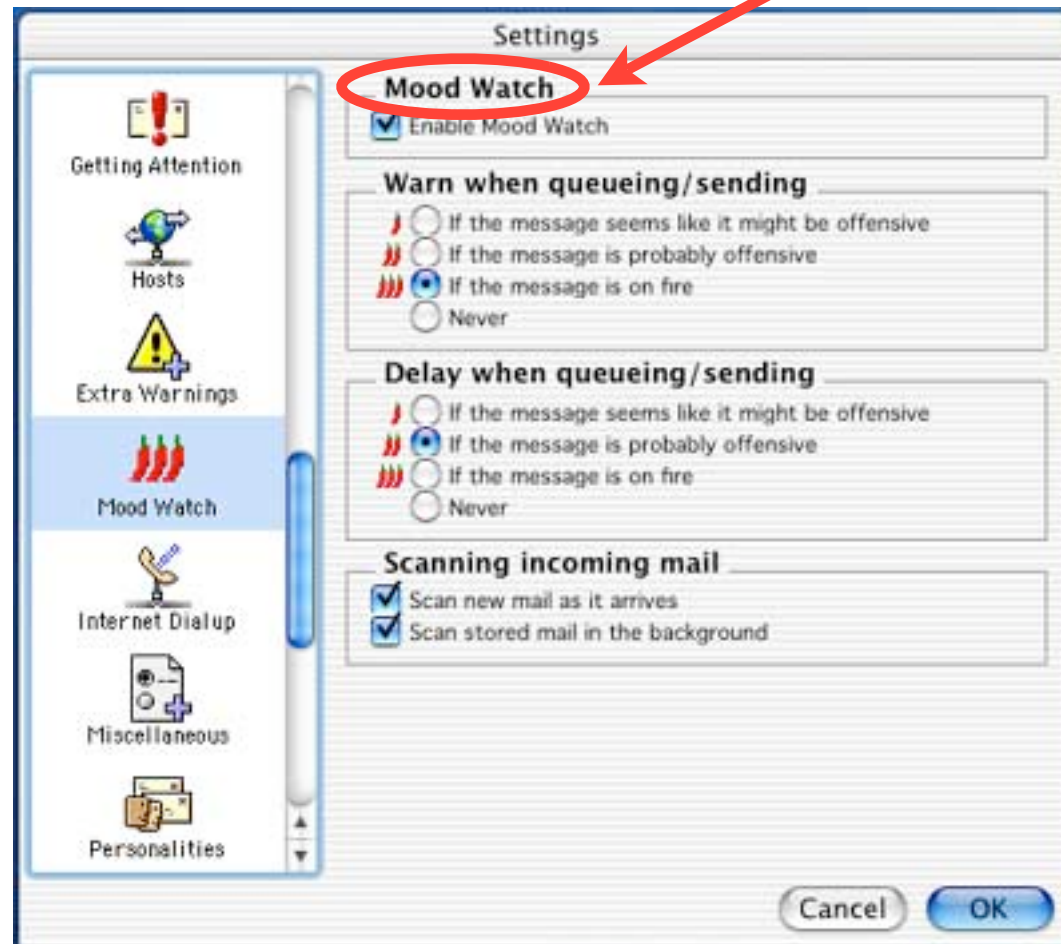 Settings
Getting Attention
Hosts
Extra Warnings
Mood Watch
Internet Dialup
Miscellaneous
Personalities
Mood Watch
Enable Mood Watch
Warn when queueing/sending
If the message seems like it might be offensive
If the message is probably offensive
If the message is on fire
Never
Delay when queueing/sending
If the message seems like it might be offensive
If the message is probably offensive
If the message is on fire
Never
Scanning incoming mail
Scan new mail as it arrives
Scan stored mail in the background
Cancel
OK